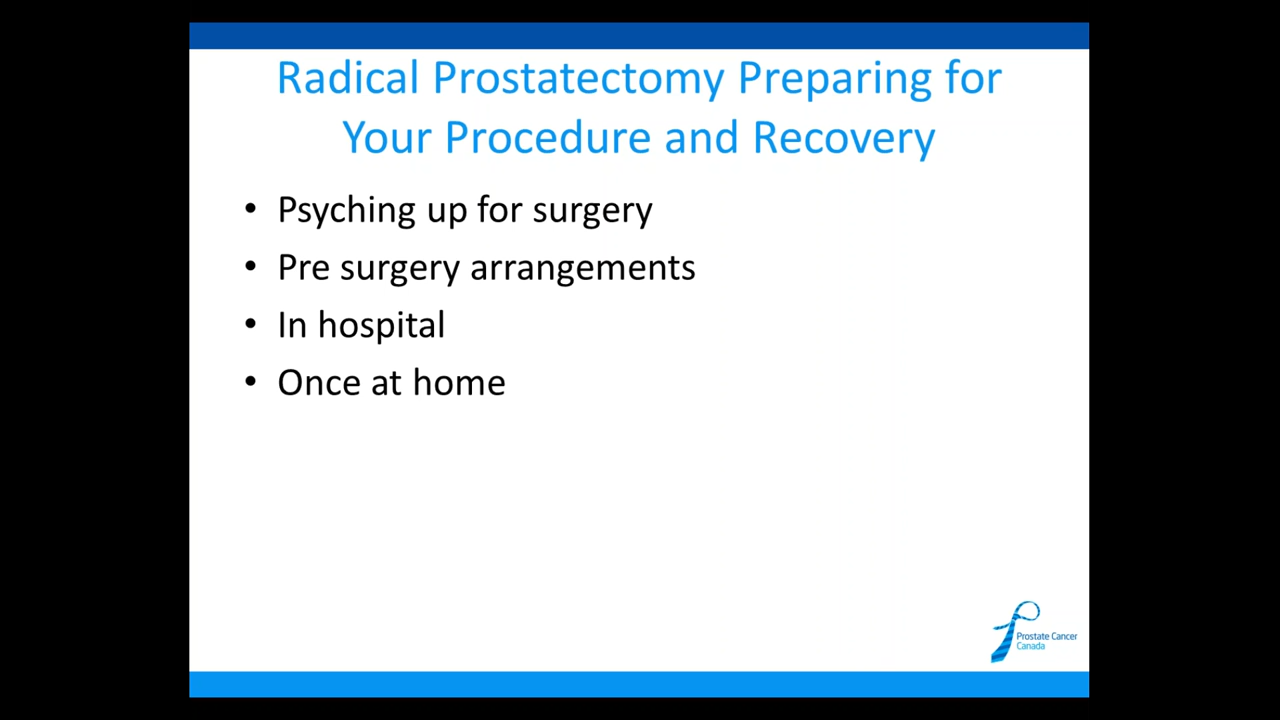 Radical Prostatectomy Preparing for
Your Procedure and Recovery
• Psyching up for surgery
• Pre surgery arrangements
• In hospital
• Once at home
Prostate Cancer
Canada